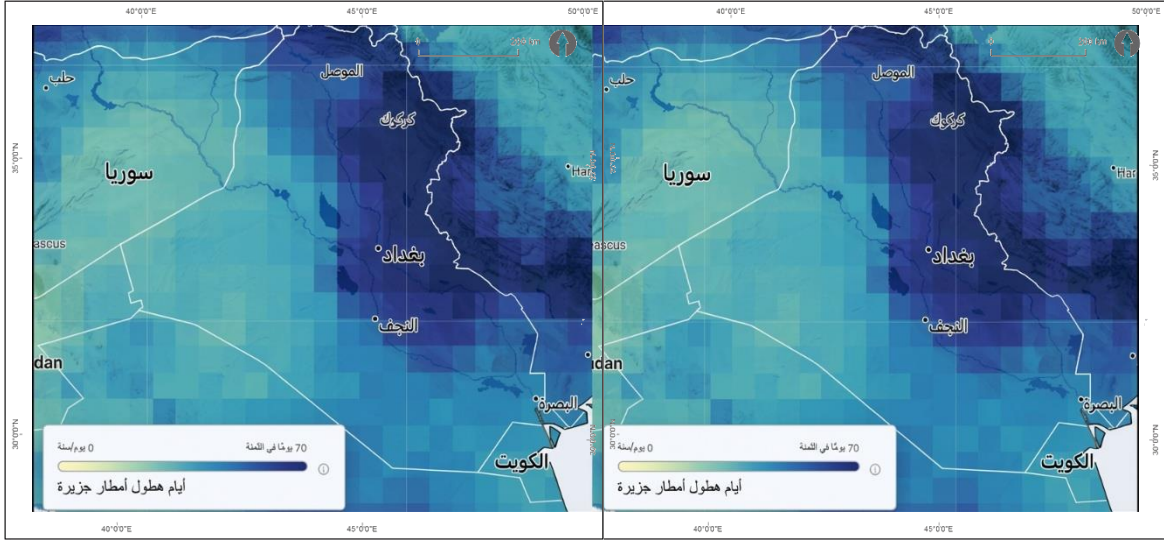 40°0'0"E 45°0'0"E 50°0'0"E
حلب
الموصل
كركوك
سوريا
35°0'0"N
ascus
بغداد
النجف
dan
البصرة
30°0'0"N
0 يوم/سنة
70 يومًا في الثمنة
أيام هطول أمطار جزيرة
الكويت
40°0'0"E 45°0'0"E
40°0'0"E 45°0'0"E 50°0'0"E
حلب
الموصل
كركوك
سوريا
35°0'0"N
Har
mascus
بغداد
النجف
dan
البصرة
30°0'0"N
0 يوم/سنة
70 يومًا في الثمنة
أيام هطول أمطار جزيرة
الكويت
40°0'0"E 45°0'0"E